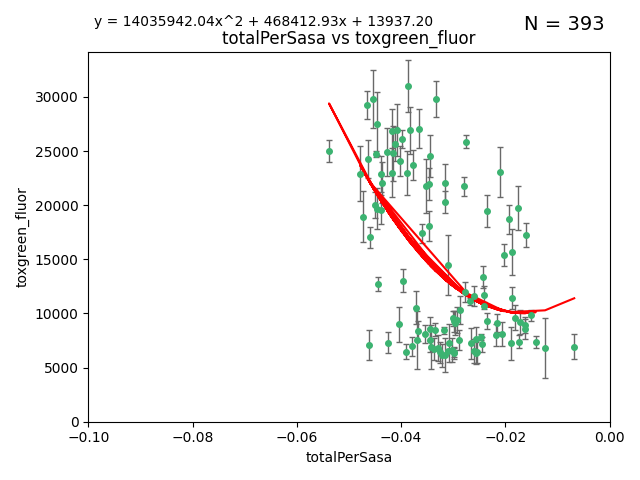 y = 14035942.04x^2 + 468412.93x + 13937.20
N = 393
totalPerSasa vs toxgreen_fluor
30000
25000
20000
15000
10000
5000
0
toxgreen_fluor
−0.10
−0.08
−0.06
−0.04
−0.02
0.00
totalPerSasa